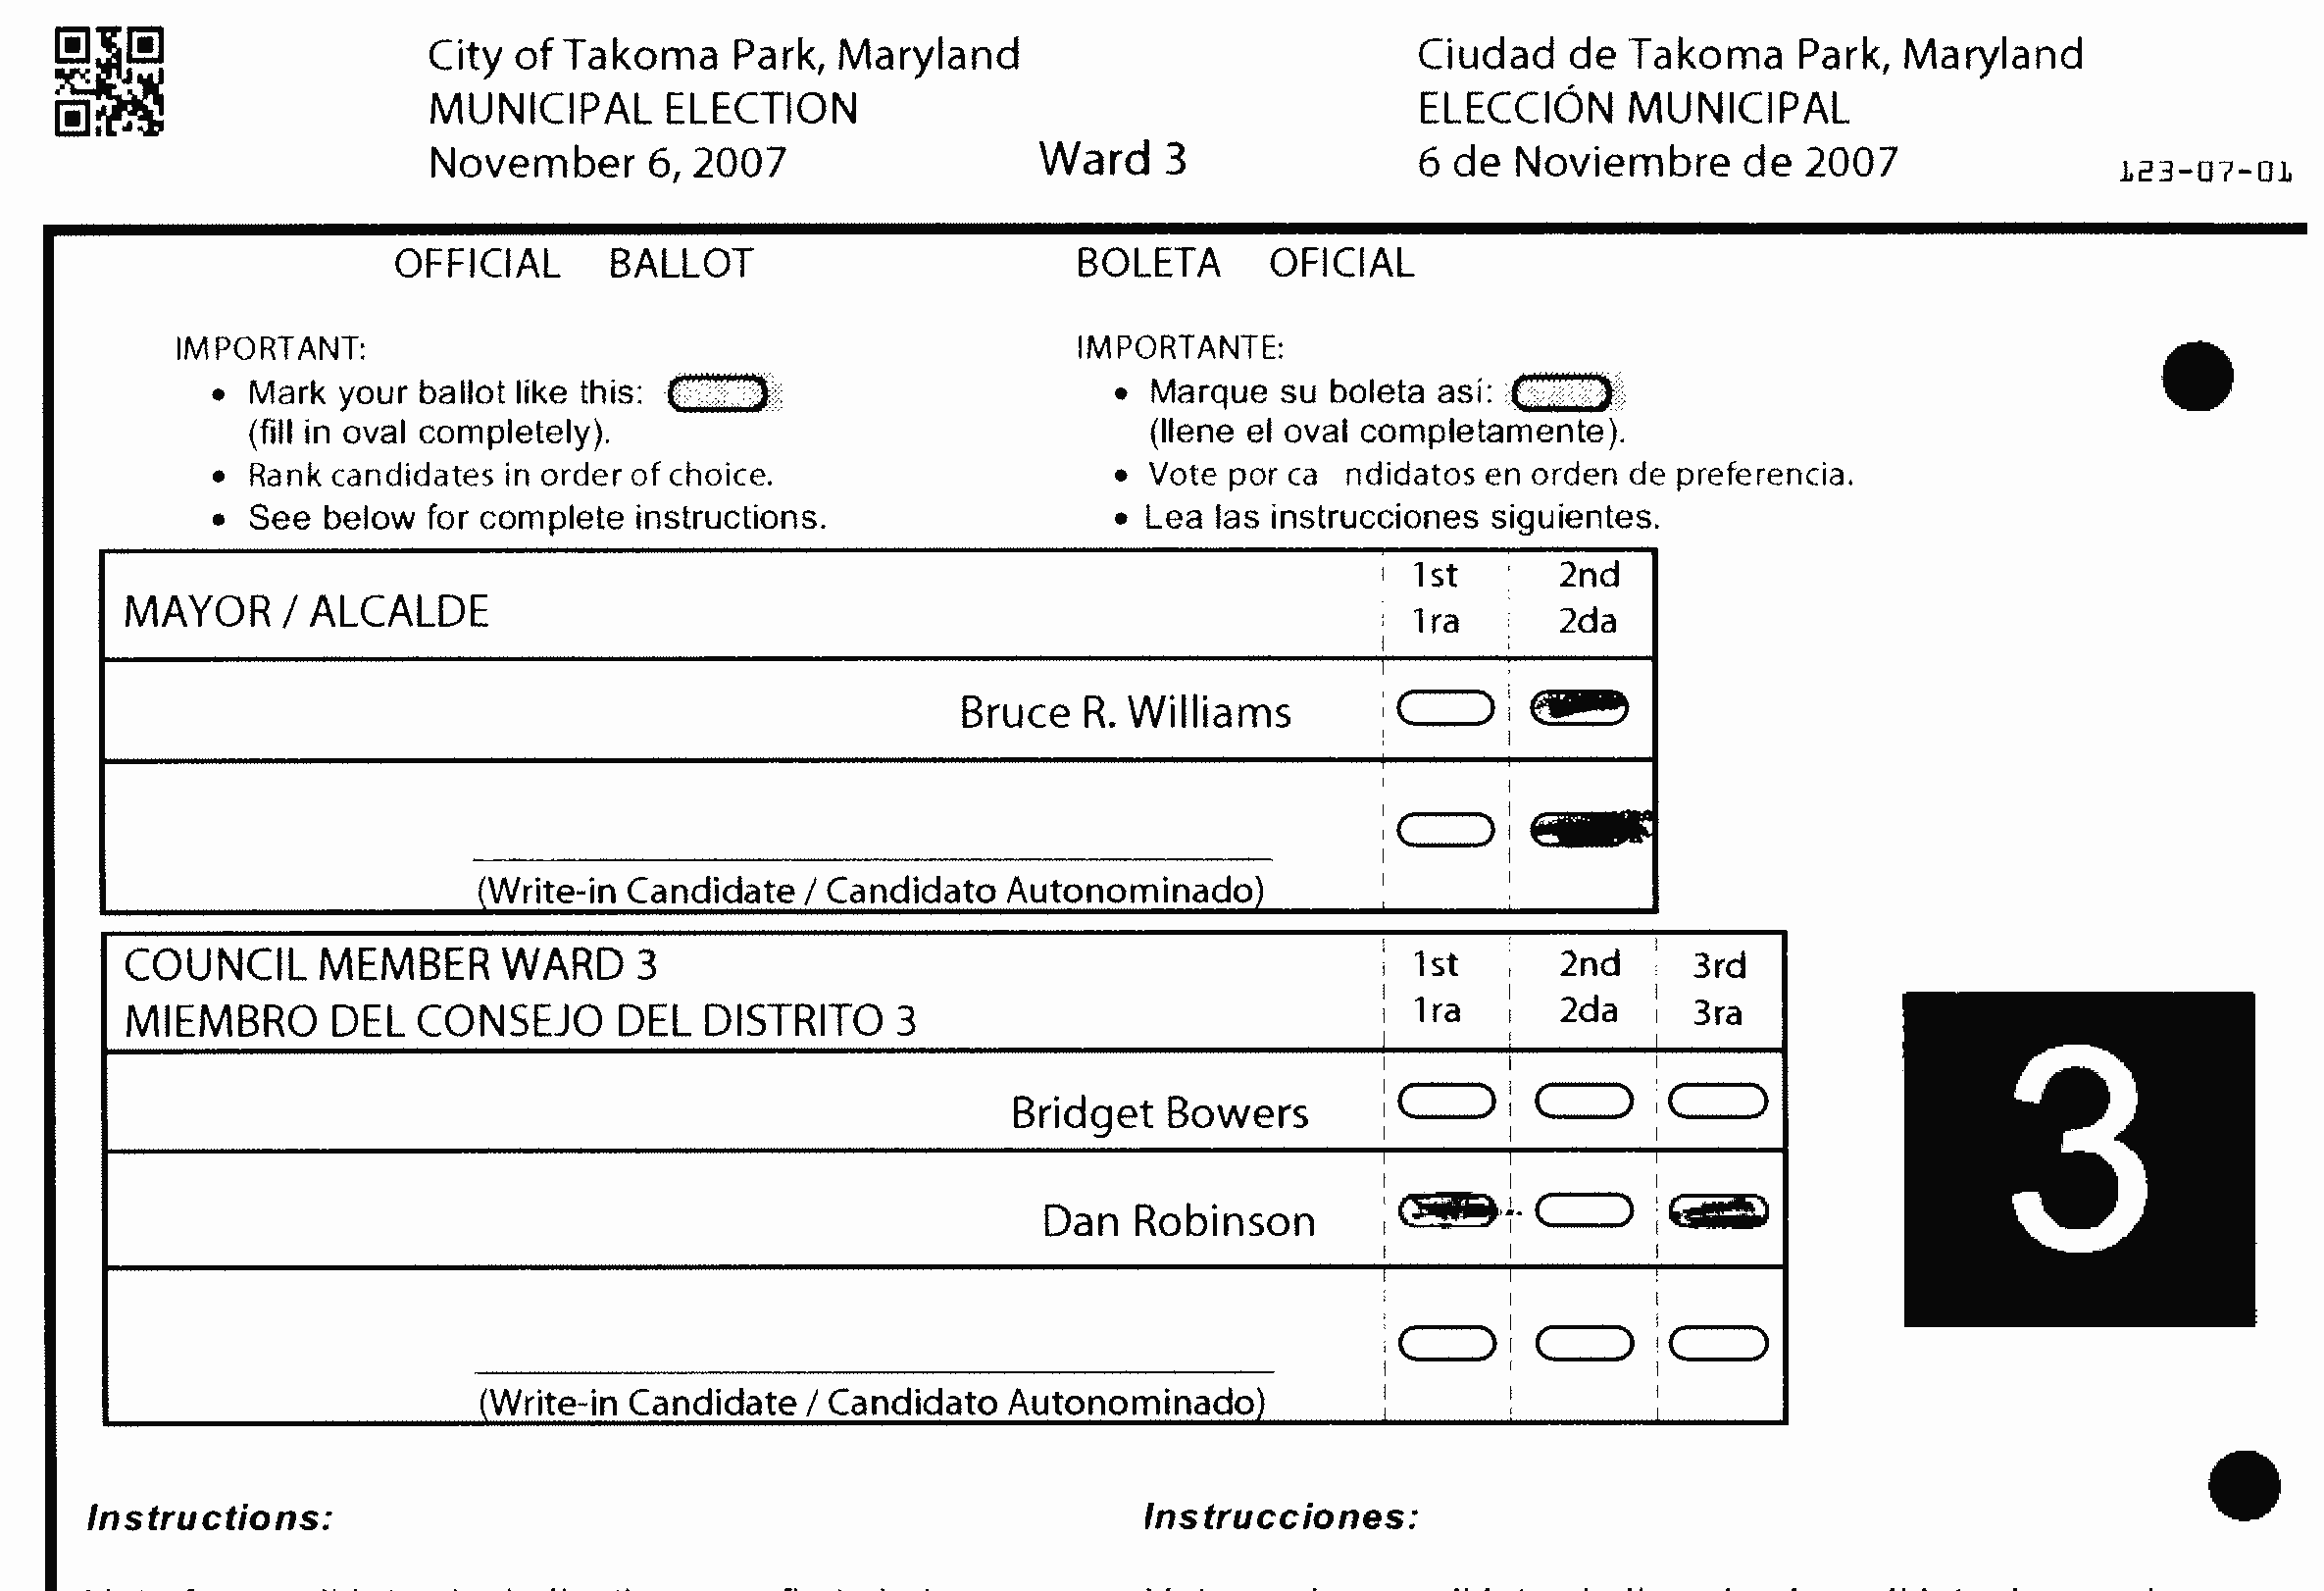 City of Takoma Park, Maryland
MUNICIPAL ELECTION
November 6, 2007
Ward 3
Ciudad de Takoma Park, Maryland
ELECCIÓN MUNICIPAL
6 de Noviembre de 2007
123-07-01
OFFICIAL BALLOT
BOLETA OFICIAL
IMPORTANT:
• Mark your ballot like this:
(fill in oval completely).
• Rank candidates in order of choice.
• See below for complete instructions.
IMPORTANTE:
• Marque su boleta así:
(llene el oval completamente).
• Vote por ca ndidatos en orden de preferencia.
• Lea las instrucciones siguientes.
MAYOR / ALCALDE
1st 2nd
1ra 2da
Bruce R. Williams
(Write-in Candidate / Candidato Autonominado)
COUNCIL MEMBER WARD 3
MIEMBRO DEL CONSEJO DEL DISTRITO 3
1st 2nd 3rd
1ra 2da 3ra
Bridget Bowers
Dan Robinson
(Write-in Candidate / Candidato Autonominado)
3
Instructions:
Instrucciones: